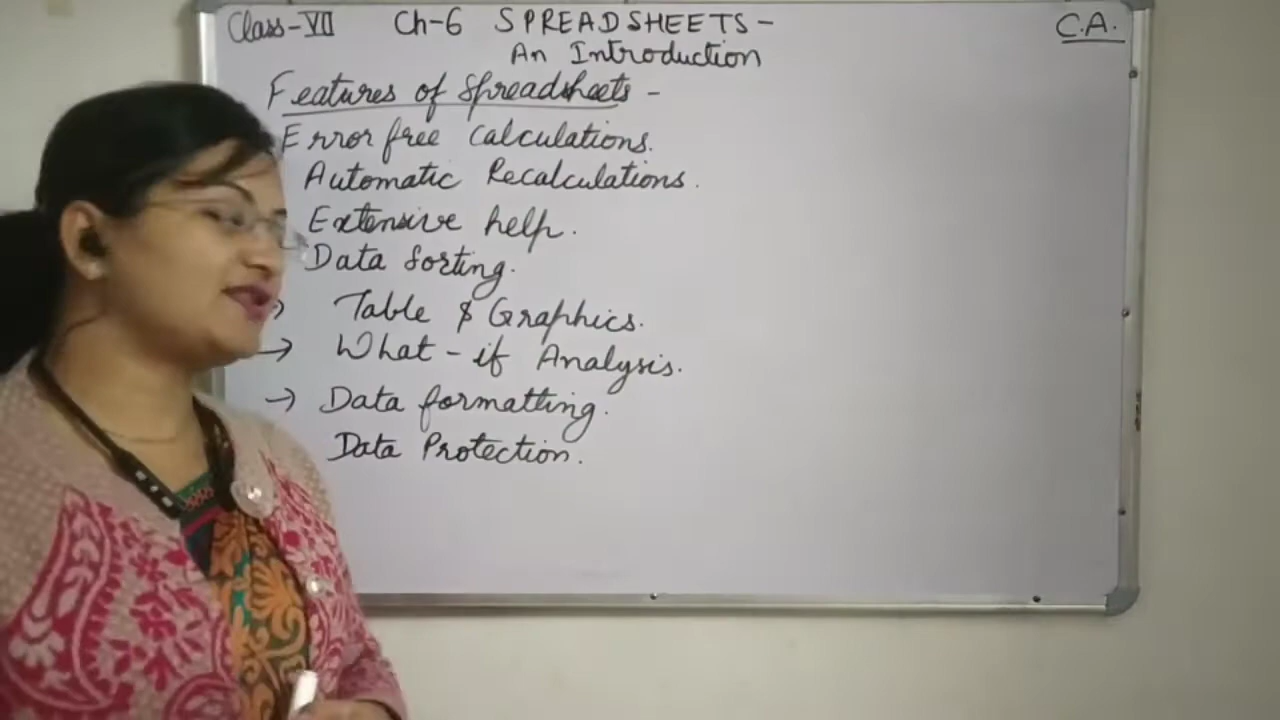 Class-VII Ch-6 SPREADSHEETS- C.A.
An Introduction
Features of Spreadsheets -
Error free Calculations.
Automatic Recalculations.
Extensive help.
Data Sorting.
Table & Graphics.
→ What-if Analysis.
→ Data formatting.
Data Protection.